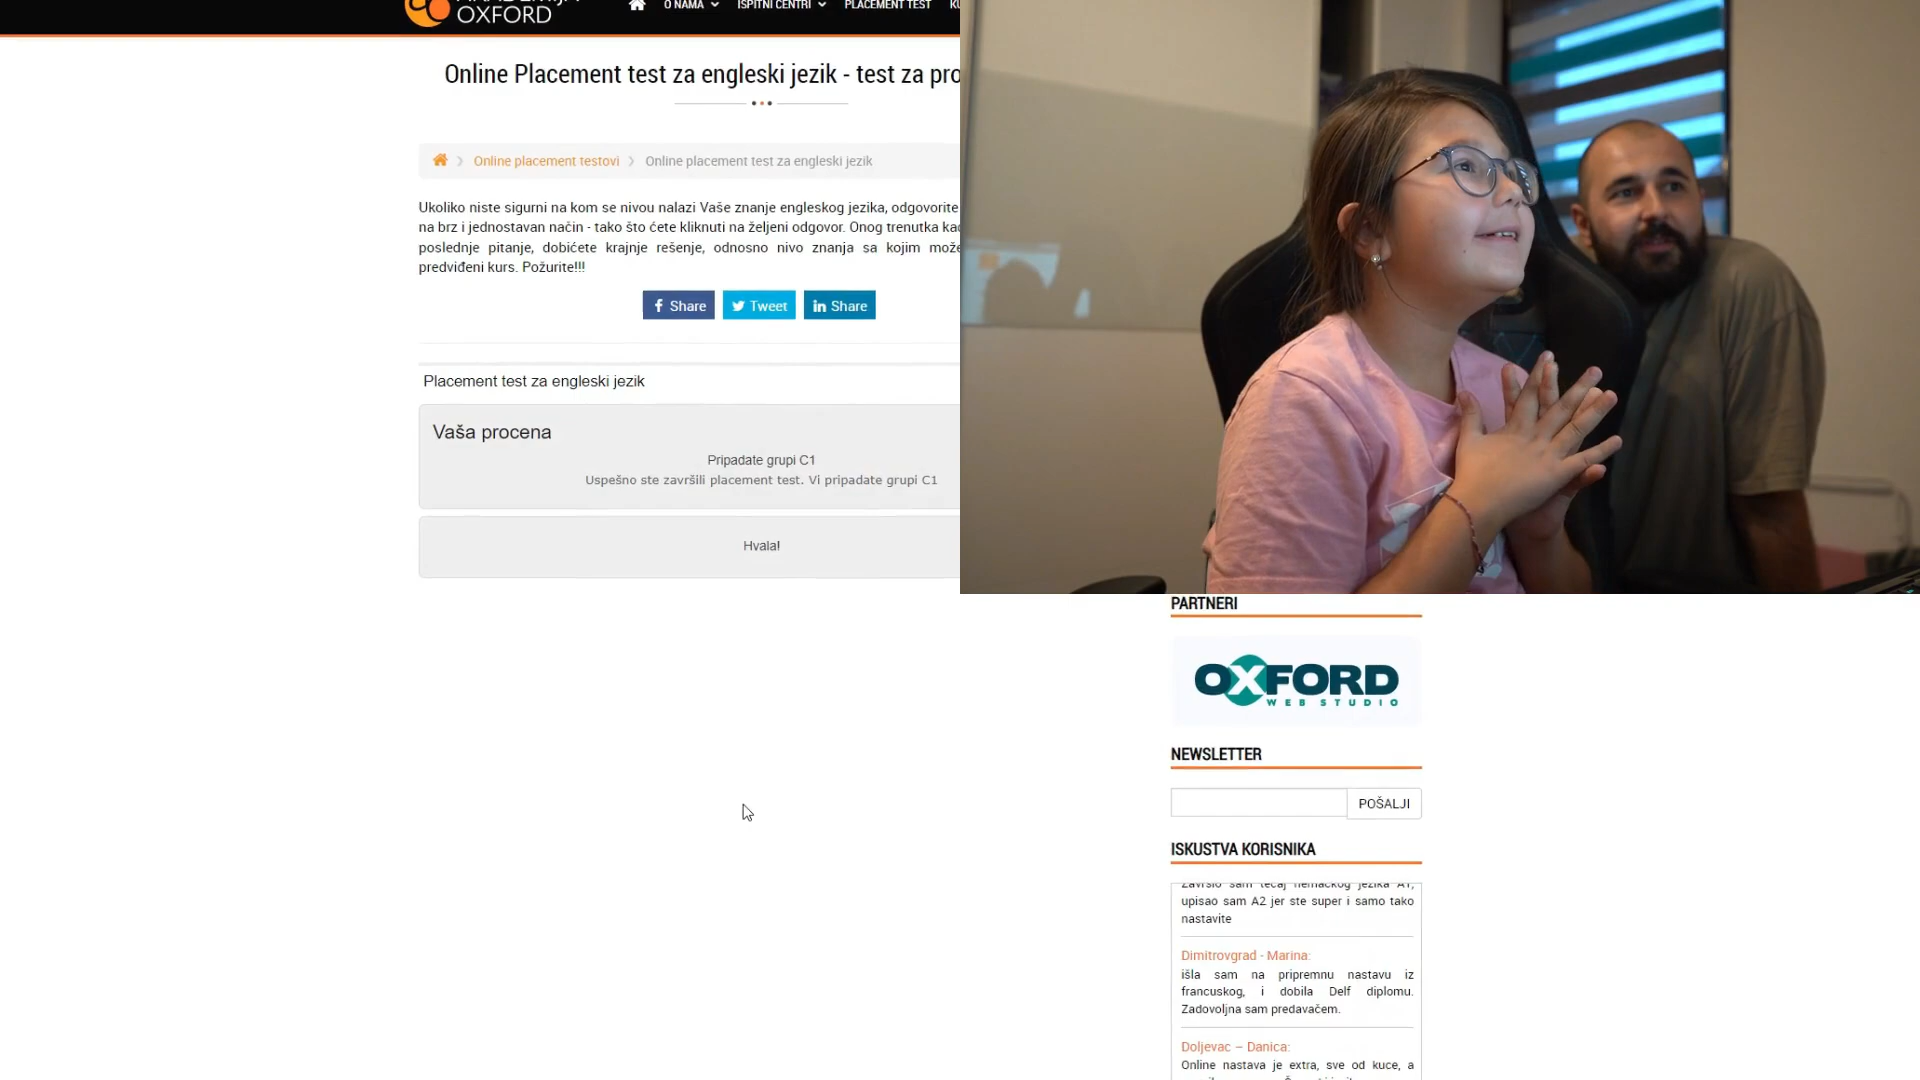 OXFORD
O NAMA
ISPITNI CENTRI
PLACEMENT TEST
Online Placement test za engleski jezik - test za pro
Online placement testovi
Online placement test za engleski jezik
Ukoliko niste sigurni na kom se nivou nalazi Vaše znanje engleskog jezika, odgovorite
na brz i jednostavan način - tako što ćete kliknuti na željeni odgovor. Onog trenutka
poslednje pitanje, dobićete krajnje rešenje, odnosno nivo znanja sa kojim
predviđeni kurs. Požurite!!!
Share
Tweet
Share
Placement test za engleski jezik
Vaša procena
Pripadate grupi C1
Uspešno ste završili placement test. Vi pripadate grupi C1
Hvala!
PARTNERI
OXFORD
WEB STUDIO
NEWSLETTER
POŠALJI
ISKUSTVA KORISNIKA
Završio sam tečaj nemačkog jezika A1,
upisao sam A2 jer ste super i samo tako
nastavite
Dimitrovgrad - Marina:
išla sam na pripremnu nastavu iz
francuskog, i dobila Delf diplomu.
Zadovoljna sam predavačem.
Doljevac – Danica:
Online nastava je extra, sve od kuce, a